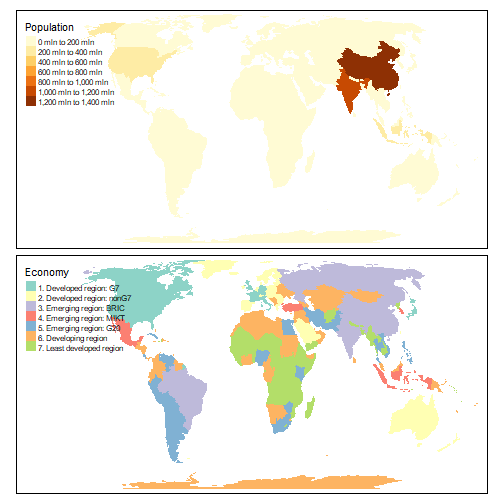 Population
0 mln to 200 mln
200 mln to 400 mln
400 mln to 600 mln
600 mln to 800 mln
800 mln to 1,000 mln
1,000 mln to 1,200 mln
1,200 mln to 1,400 mln
Economy
1. Developed region: G7
2. Developed region: nonG7
3. Emerging region: BRIC
4. Emerging region: MIKT
5. Emerging region: G20
6. Developing region
7. Least developed region